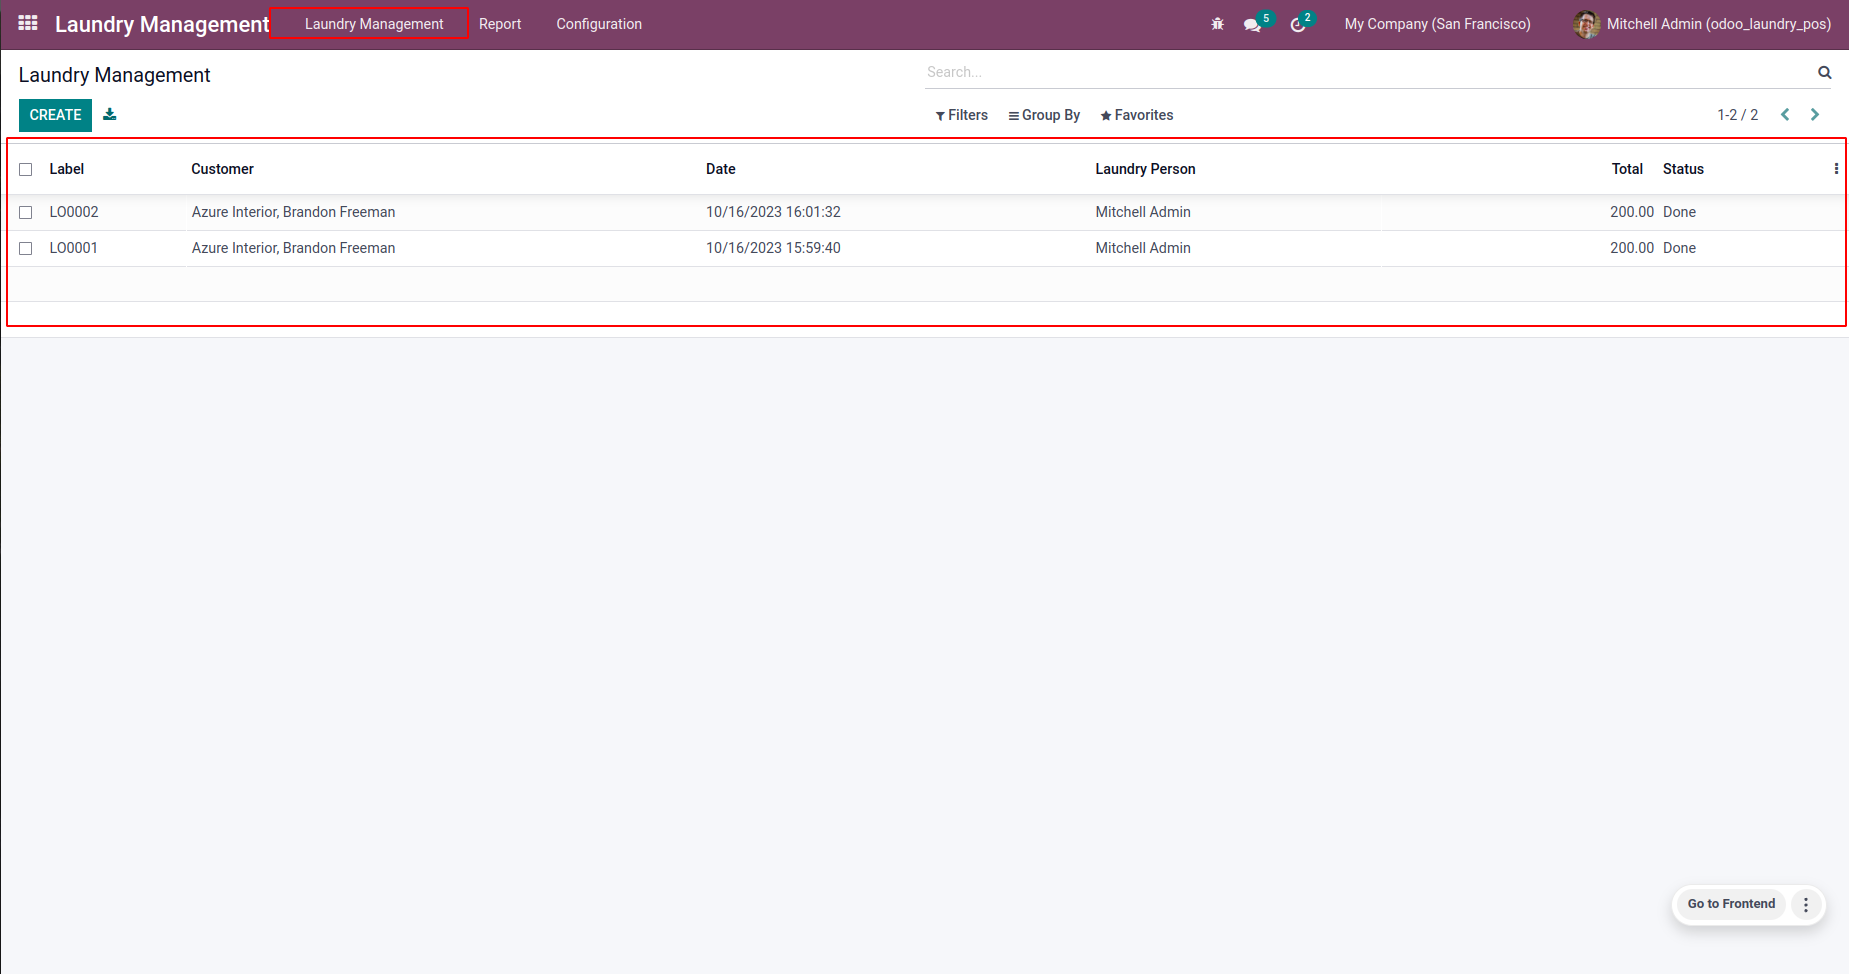 Laundry Management Laundry Management Report Configuration 5 2 My Company (San Francisco) Mitchell Admin (odoo_laundry_pos)
Laundry Management Search...
CREATE Filters Group By Favorites 1-2 / 2
Label Customer Date Laundry Person Total Status
LO0002 Azure Interior, Brandon Freeman 10/16/2023 16:01:32 Mitchell Admin 200.00 Done
LO0001 Azure Interior, Brandon Freeman 10/16/2023 15:59:40 Mitchell Admin 200.00 Done
Go to Frontend